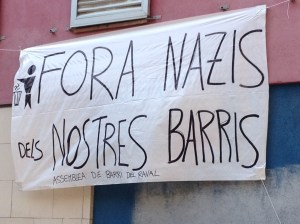 FORA NAZIS
DELS NOSTRES BARRIS
ASSEMBLEA DE BARRI DEL RAVAL